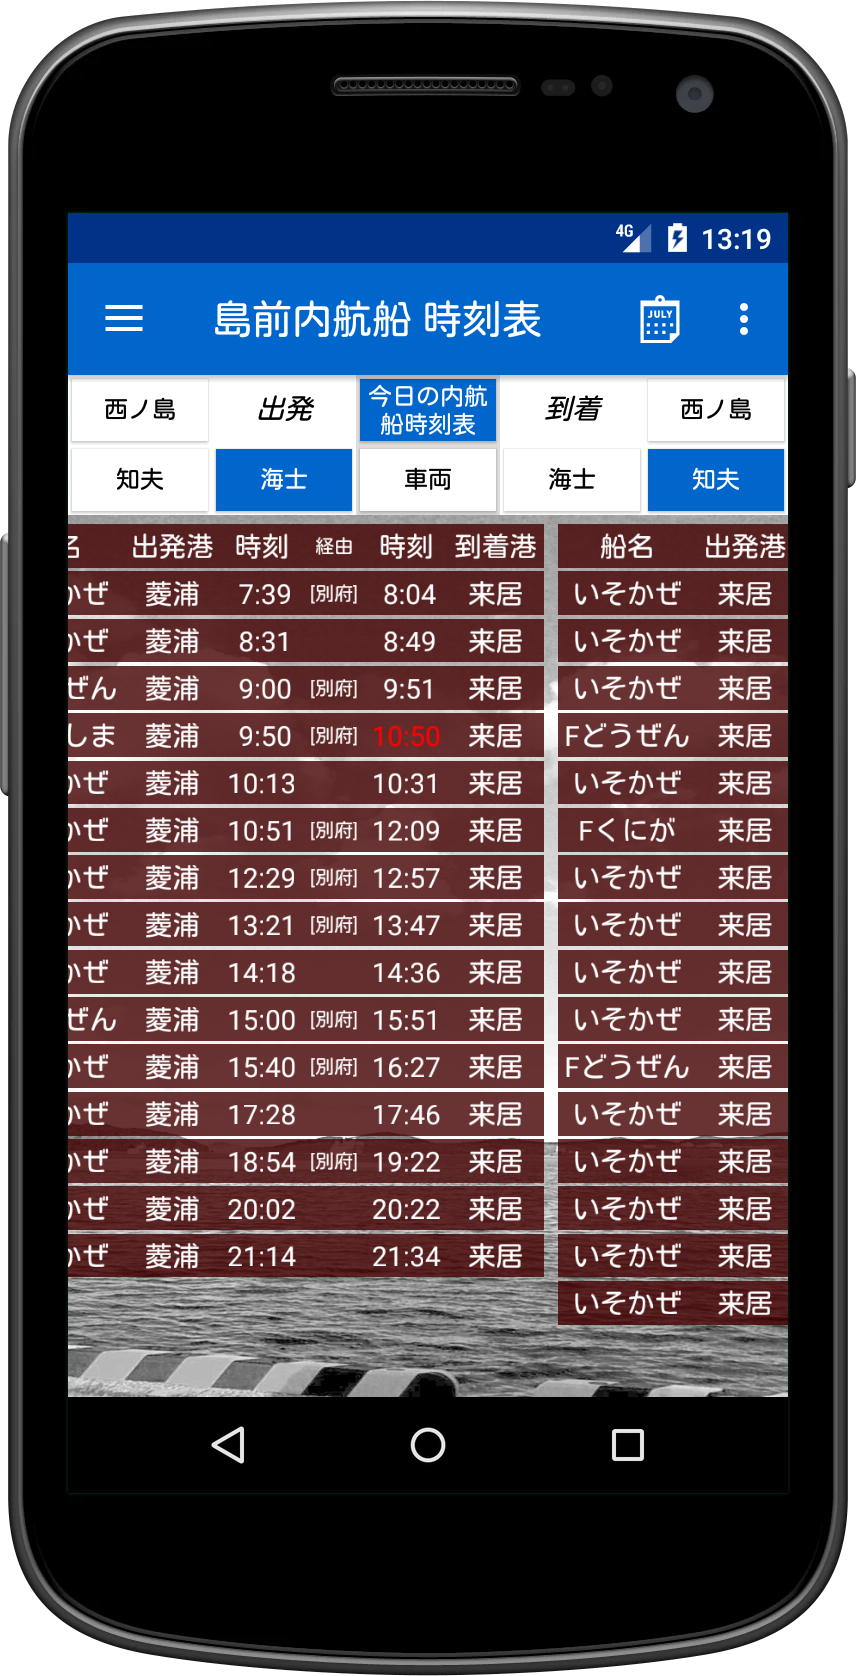 4G 13:19
島前内航船 時刻表 JULY
西ノ島 出発 今日の内航 到着 西ノ島
船時刻表
知夫 海士 車両 海士 知夫
名 出発港 時刻 経由 時刻 到着港 船名 出発港
かぜ 菱浦 7:39 [別府] 8:04 来居 いそかぜ 来居
かぜ 菱浦 8:31 8:49 来居 いそかぜ 来居
ぜん 菱浦 9:00 [別府] 9:51 来居 いそかぜ 来居
しま 菱浦 9:50 [別府] 10:50 来居 Fどうぜん 来居
かぜ 菱浦 10:13 10:31 来居 いそかぜ 来居
かぜ 菱浦 10:51 [別府] 12:09 来居 Fくにが 来居
かぜ 菱浦 12:29 [別府] 12:57 来居 いそかぜ 来居
かぜ 菱浦 13:21 [別府] 13:47 来居 いそかぜ 来居
かぜ 菱浦 14:18 14:36 来居 いそかぜ 来居
ぜん 菱浦 15:00 [別府] 15:51 来居 いそかぜ 来居
かぜ 菱浦 15:40 [別府] 16:27 来居 Fどうぜん 来居
かぜ 菱浦 17:28 17:46 来居 いそかぜ 来居
かぜ 菱浦 18:54 [別府] 19:22 来居 いそかぜ 来居
かぜ 菱浦 20:02 20:22 来居 いそかぜ 来居
かぜ 菱浦 21:14 21:34 来居 いそかぜ 来居
いそかぜ 来居